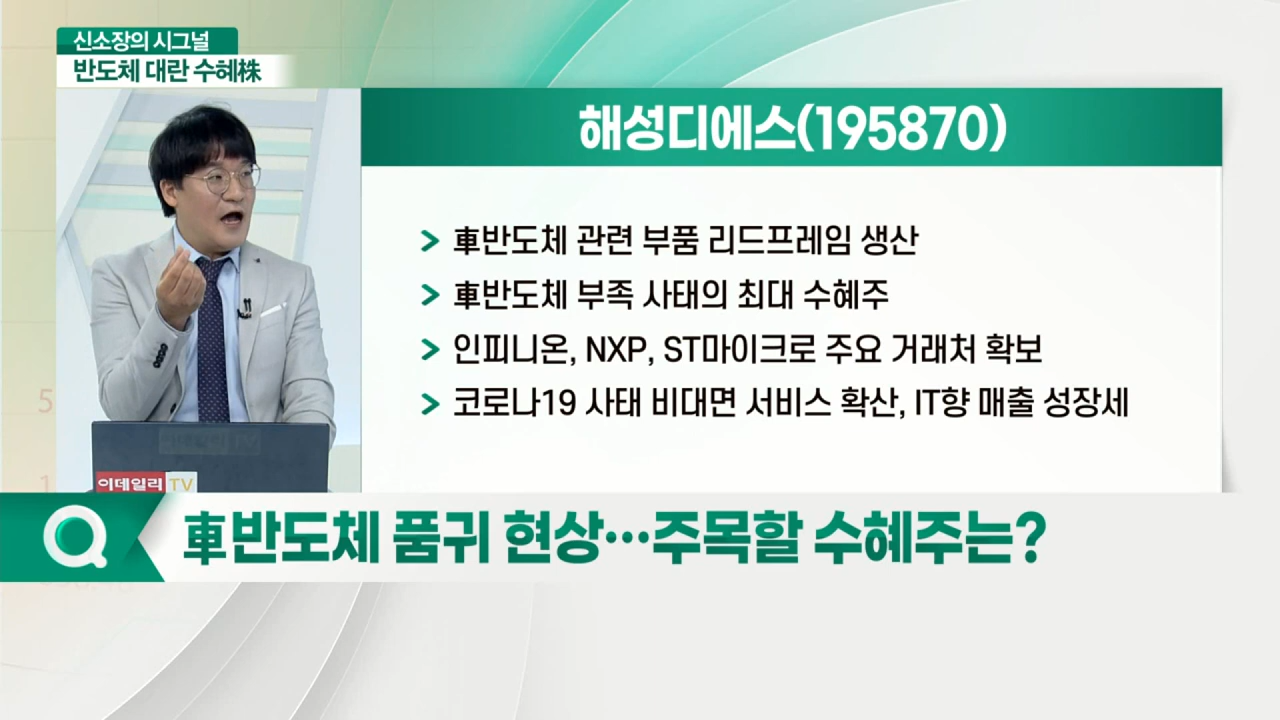 신소장의 시그널
반도체 대란 수혜株
해성디에스(195870)
車반도체 관련 부품 리드프레임 생산
車반도체 부족 사태의 최대 수혜주
인피니온, NXP, ST마이크로 주요 거래처 확보
코로나19 사태 비대면 서비스 확산, IT향 매출 성장세
이데일리 TV
Q 車반도체 품귀 현상…주목할 수혜주는?